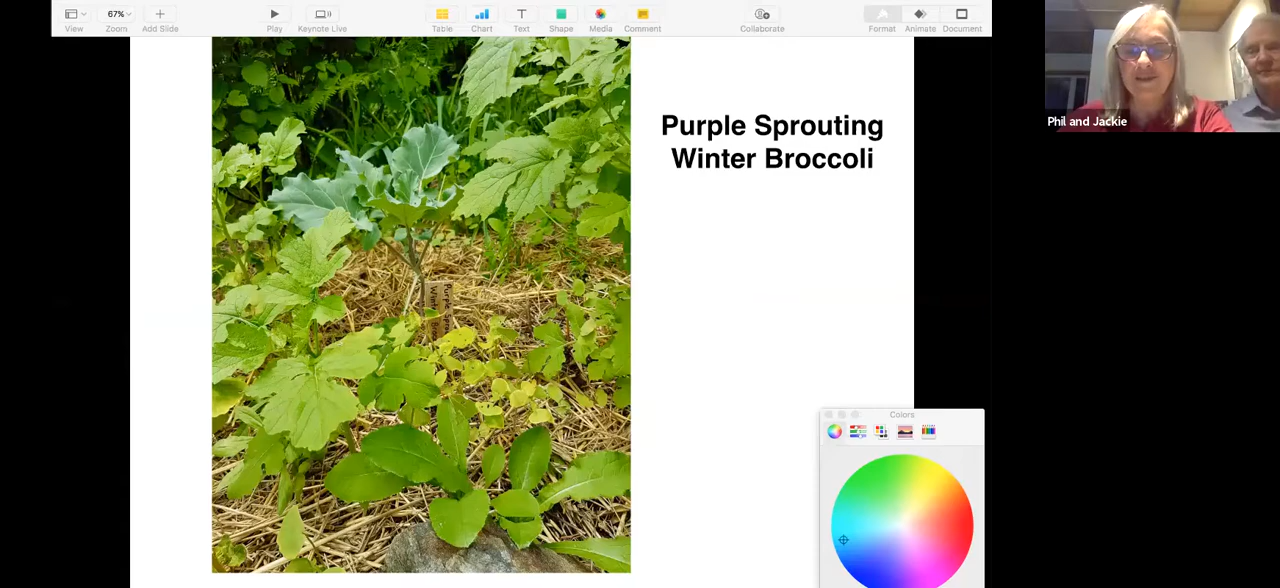 View
67%
Zoom
Add Slide
Play
Keynote Live
Table
Chart
Text
Shape
Media
Comment
Collaborate
Format
Animate
Document
Phil and Jackie
Purple Sprouting
Winter Broccoli
Colors